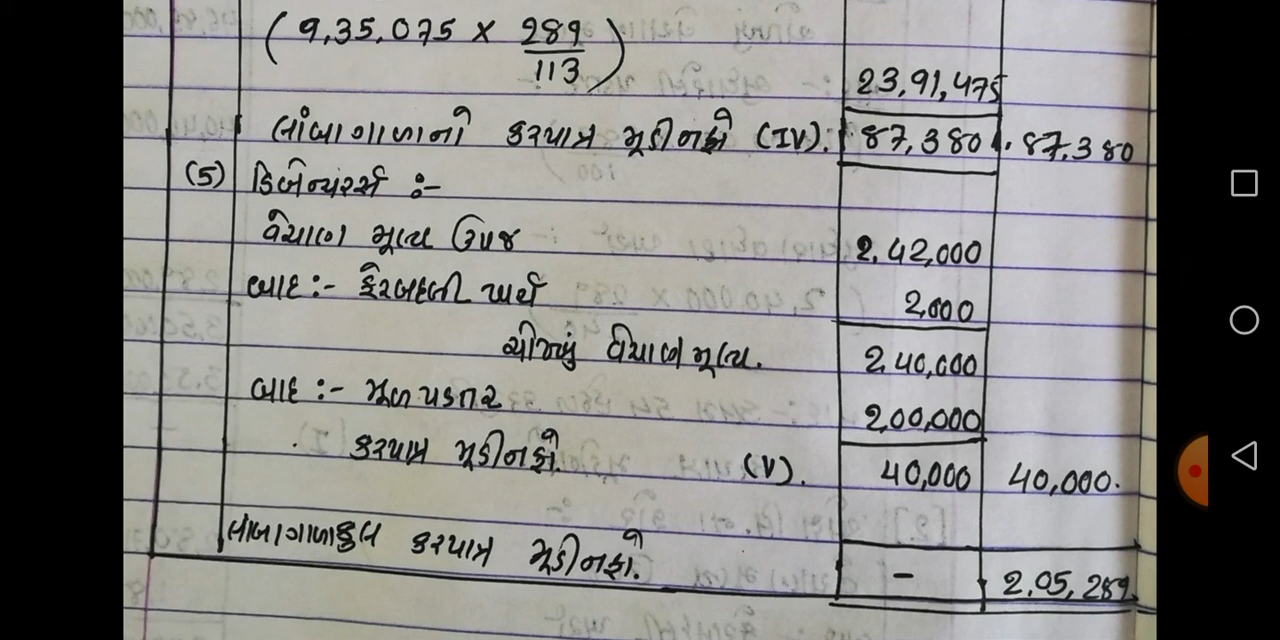 (9,35,075 × 289/113)
23,91,475
લાંબાગાળાની કરપાત્ર મૂડીનફો (IV). 87,380 87,380
(5) ડિબેન્ચર્સ :-
વેચાણ મૂલ્ય ઉપજ 2,42,000
બાદ :- ફેરબદલી ખર્ચ 2,000
ચોખ્ખું વેચાણ મૂલ્ય. 2,40,000
બાદ :- મૂળ પડતર 2,00,000
કરપાત્ર મૂડીનફો (V). 40,000 40,000.
લાંબાગાળા કુલ કરપાત્ર મૂડીનફો. - 2,05,289